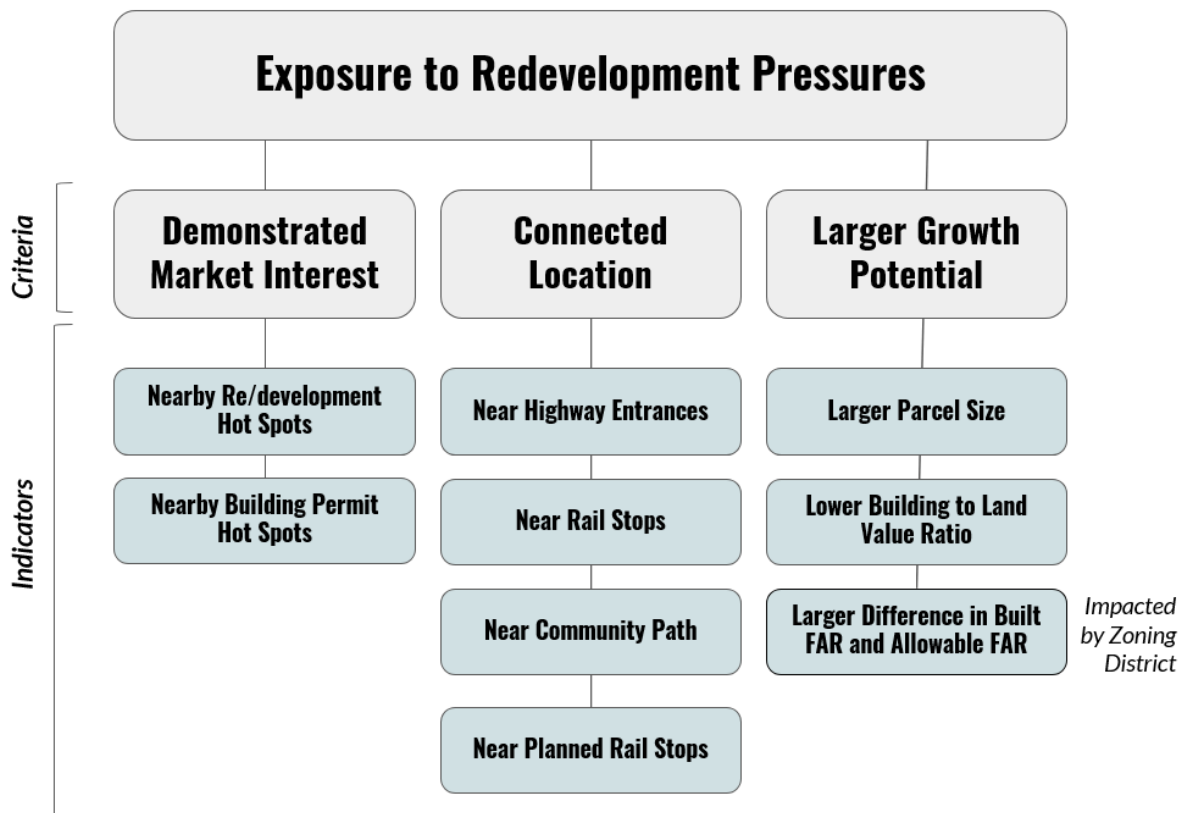 Exposure to Redevelopment Pressures
Criteria
Demonstrated
Market Interest
Connected
Location
Larger Growth
Potential
Indicators
Nearby Re/development
Hot Spots
Nearby Building Permit
Hot Spots
Near Highway Entrances
Near Rail Stops
Near Community Path
Near Planned Rail Stops
Larger Parcel Size
Lower Building to Land
Value Ratio
Larger Difference in Built
FAR and Allowable FAR
Impacted
by Zoning
District